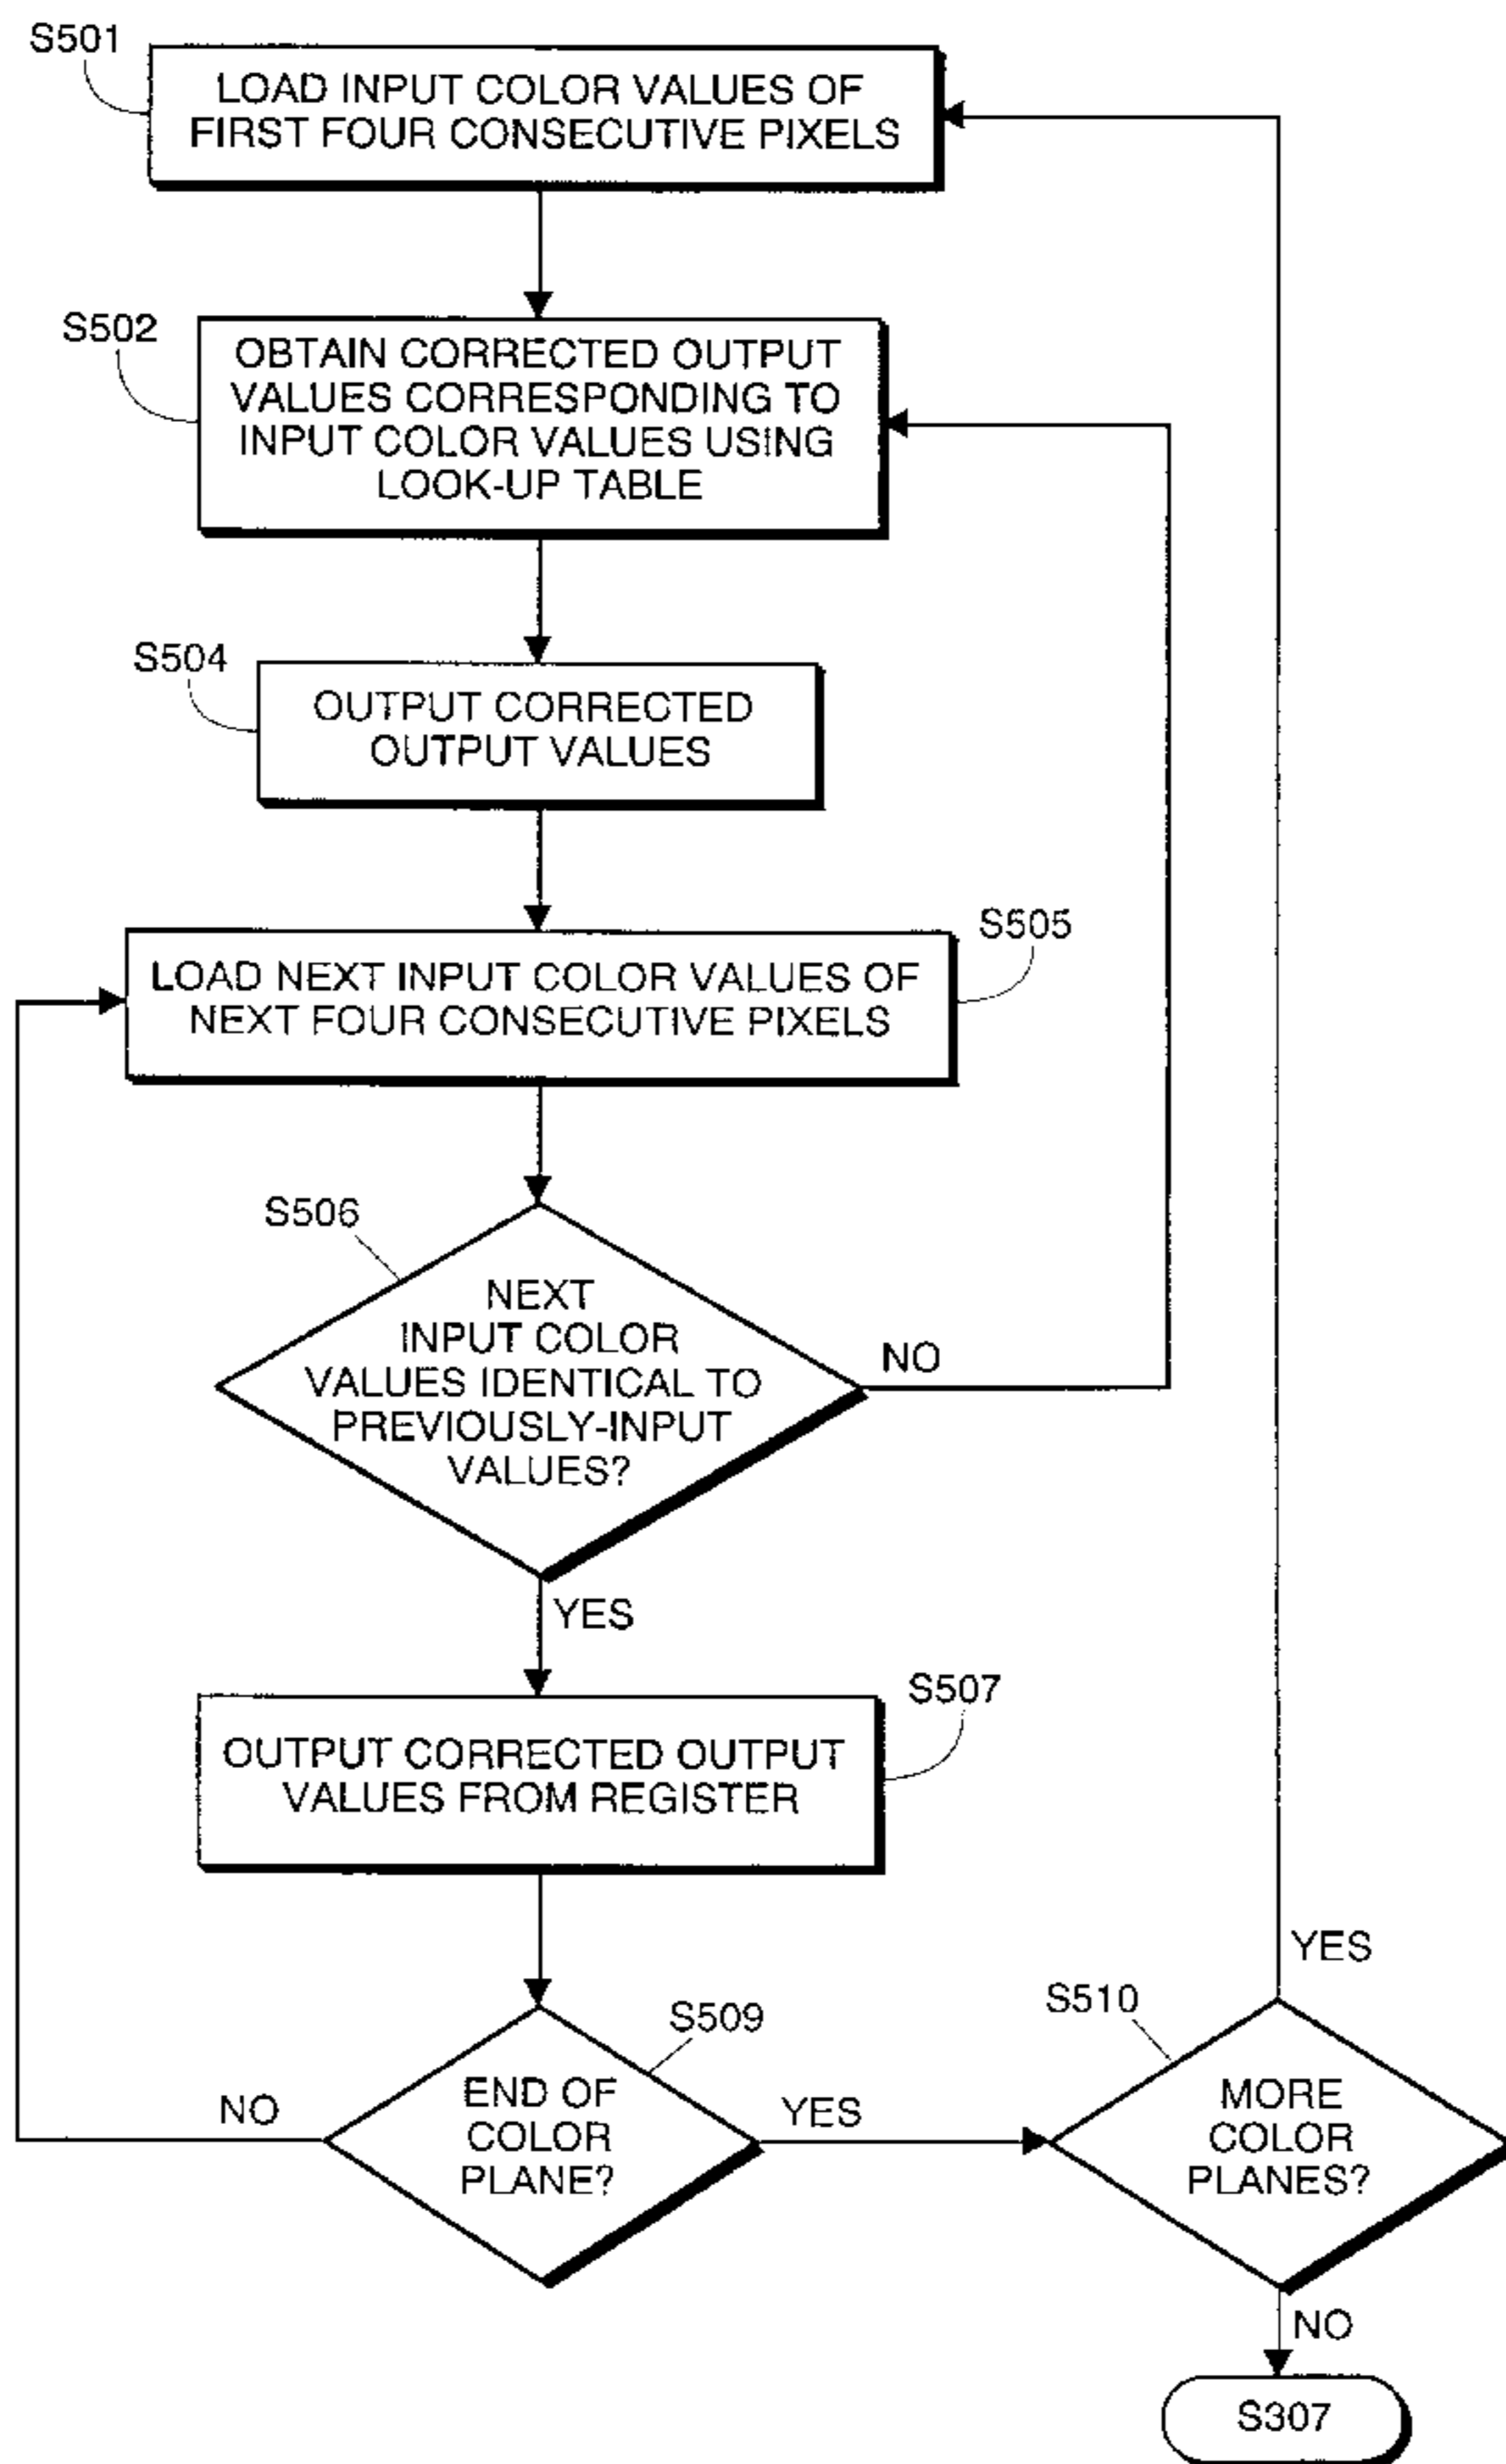 S501
LOAD INPUT COLOR VALUES OF
FIRST FOUR CONSECUTIVE PIXELS
S502
OBTAIN CORRECTED OUTPUT
VALUES CORRESPONDING TO
INPUT COLOR VALUES USING
LOOK-UP TABLE
S504
OUTPUT CORRECTED
OUTPUT VALUES
S505
LOAD NEXT INPUT COLOR VALUES OF
NEXT FOUR CONSECUTIVE PIXELS
S506
NEXT
INPUT COLOR
VALUES IDENTICAL TO
PREVIOUSLY-INPUT
VALUES?
NO
YES
S507
OUTPUT CORRECTED OUTPUT
VALUES FROM REGISTER
S509
END OF
COLOR
PLANE?
NO
YES
S510
MORE
COLOR
PLANES?
YES
NO
S307